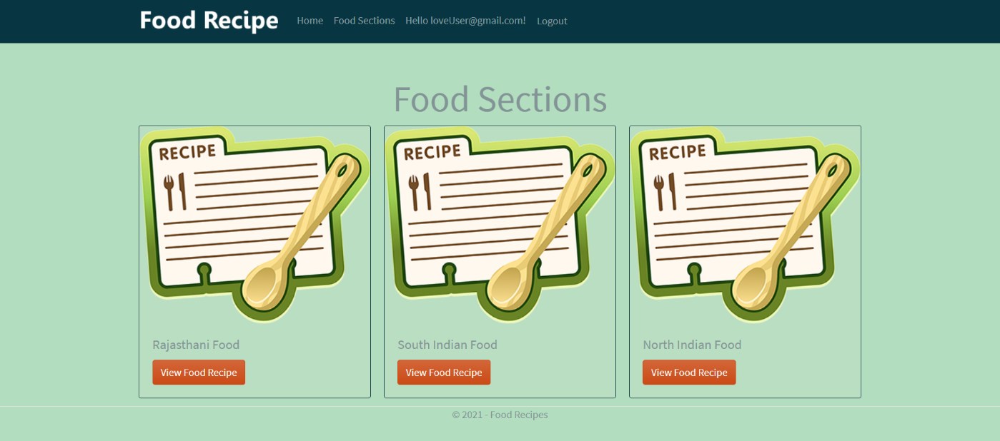 Food Recipe Home Food Sections Hello loveUser@gmail.com! Logout
Food Sections
RECIPE
RECIPE
RECIPE
Rajasthani Food
View Food Recipe
South Indian Food
View Food Recipe
North Indian Food
View Food Recipe
© 2021 - Food Recipes